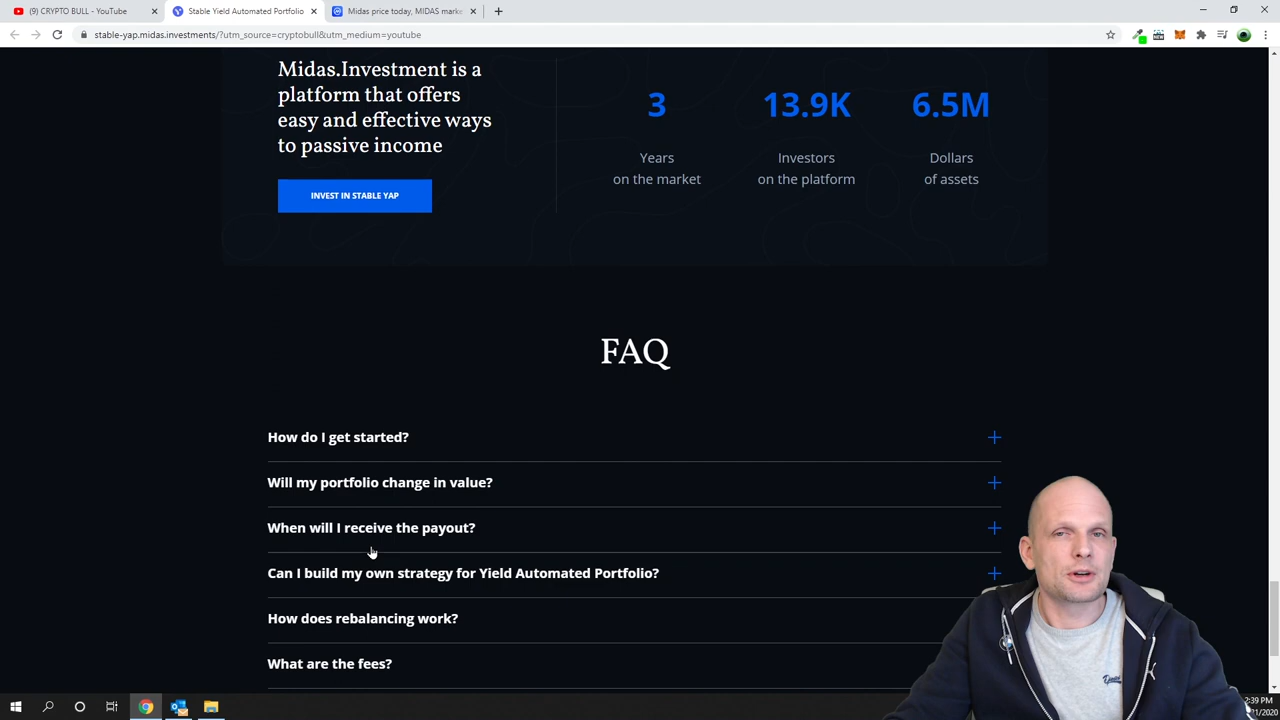 (9) CRYPTO BULL - YouTube
Stable Yield Automated Portfolio
Midas price today, MIDAS marke
stable-yap.midas.investments/?utm_source=cryptobull&utm_medium=youtube
Midas.Investment is a
platform that offers
easy and effective ways
to passive income
INVEST IN STABLE YAP
3
Years
on the market
13.9K
Investors
on the platform
6.5M
Dollars
of assets
FAQ
How do I get started?
Will my portfolio change in value?
When will I receive the payout?
Can I build my own strategy for Yield Automated Portfolio?
How does rebalancing work?
What are the fees?
2:39 PM